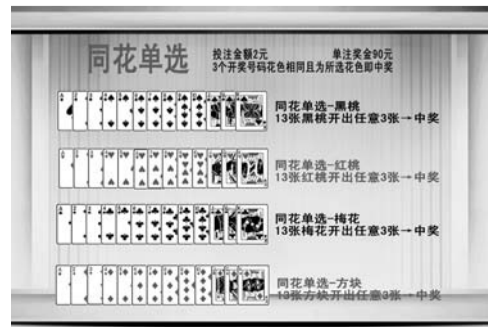 同花单选
投注金额2元 单注奖金90元
3个开奖号码花色相同且为所选花色即中奖
同花单选-黑桃
13张黑桃开出任意3张→中奖
同花单选-红桃
13张红桃开出任意3张→中奖
同花单选-梅花
13张梅花开出任意3张→中奖
同花单选-方块
13张方块开出任意3张→中奖